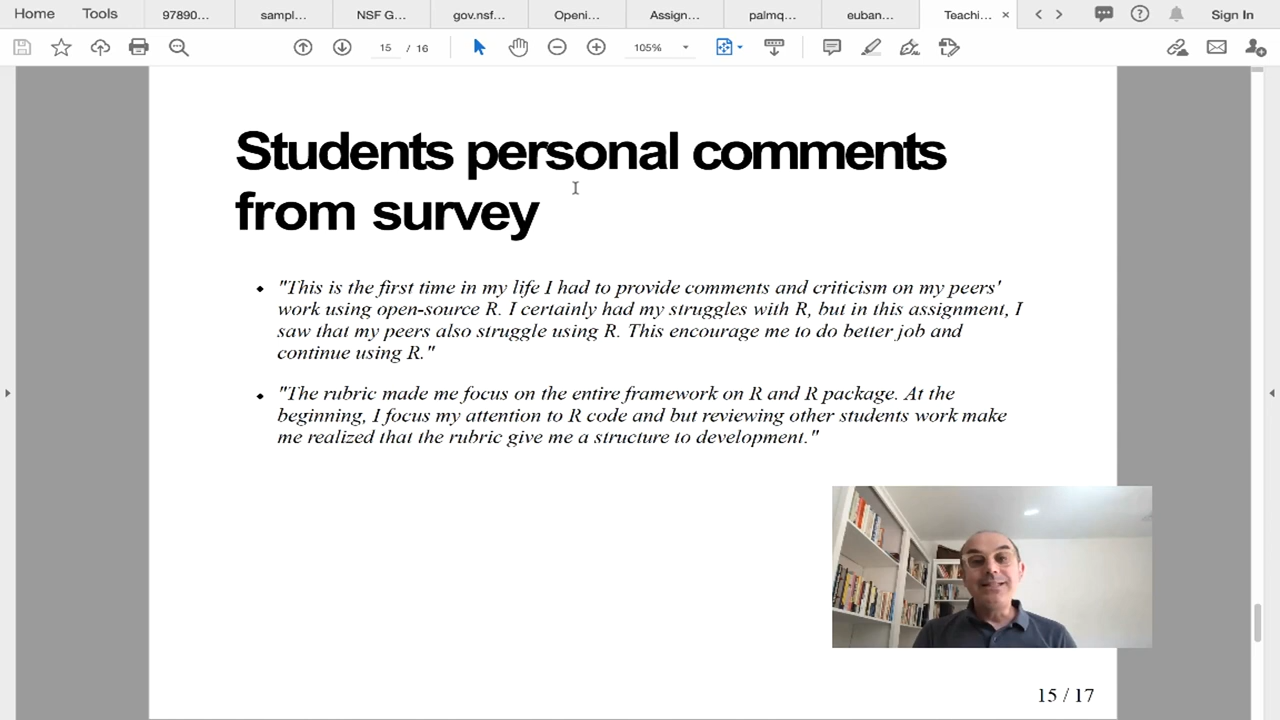 Home Tools 97890... sampl... NSF G... gov.nsf... Openi... Assign... palmq... euban... Teachi... × Sign In
15 / 16 105%
Students personal comments
from survey
"This is the first time in my life I had to provide comments and criticism on my peers'
work using open-source R. I certainly had my struggles with R, but in this assignment, I
saw that my peers also struggle using R. This encourage me to do better job and
continue using R."
"The rubric made me focus on the entire framework on R and R package. At the
beginning, I focus my attention to R code and but reviewing other students work make
me realized that the rubric give me a structure to development."
15 / 17